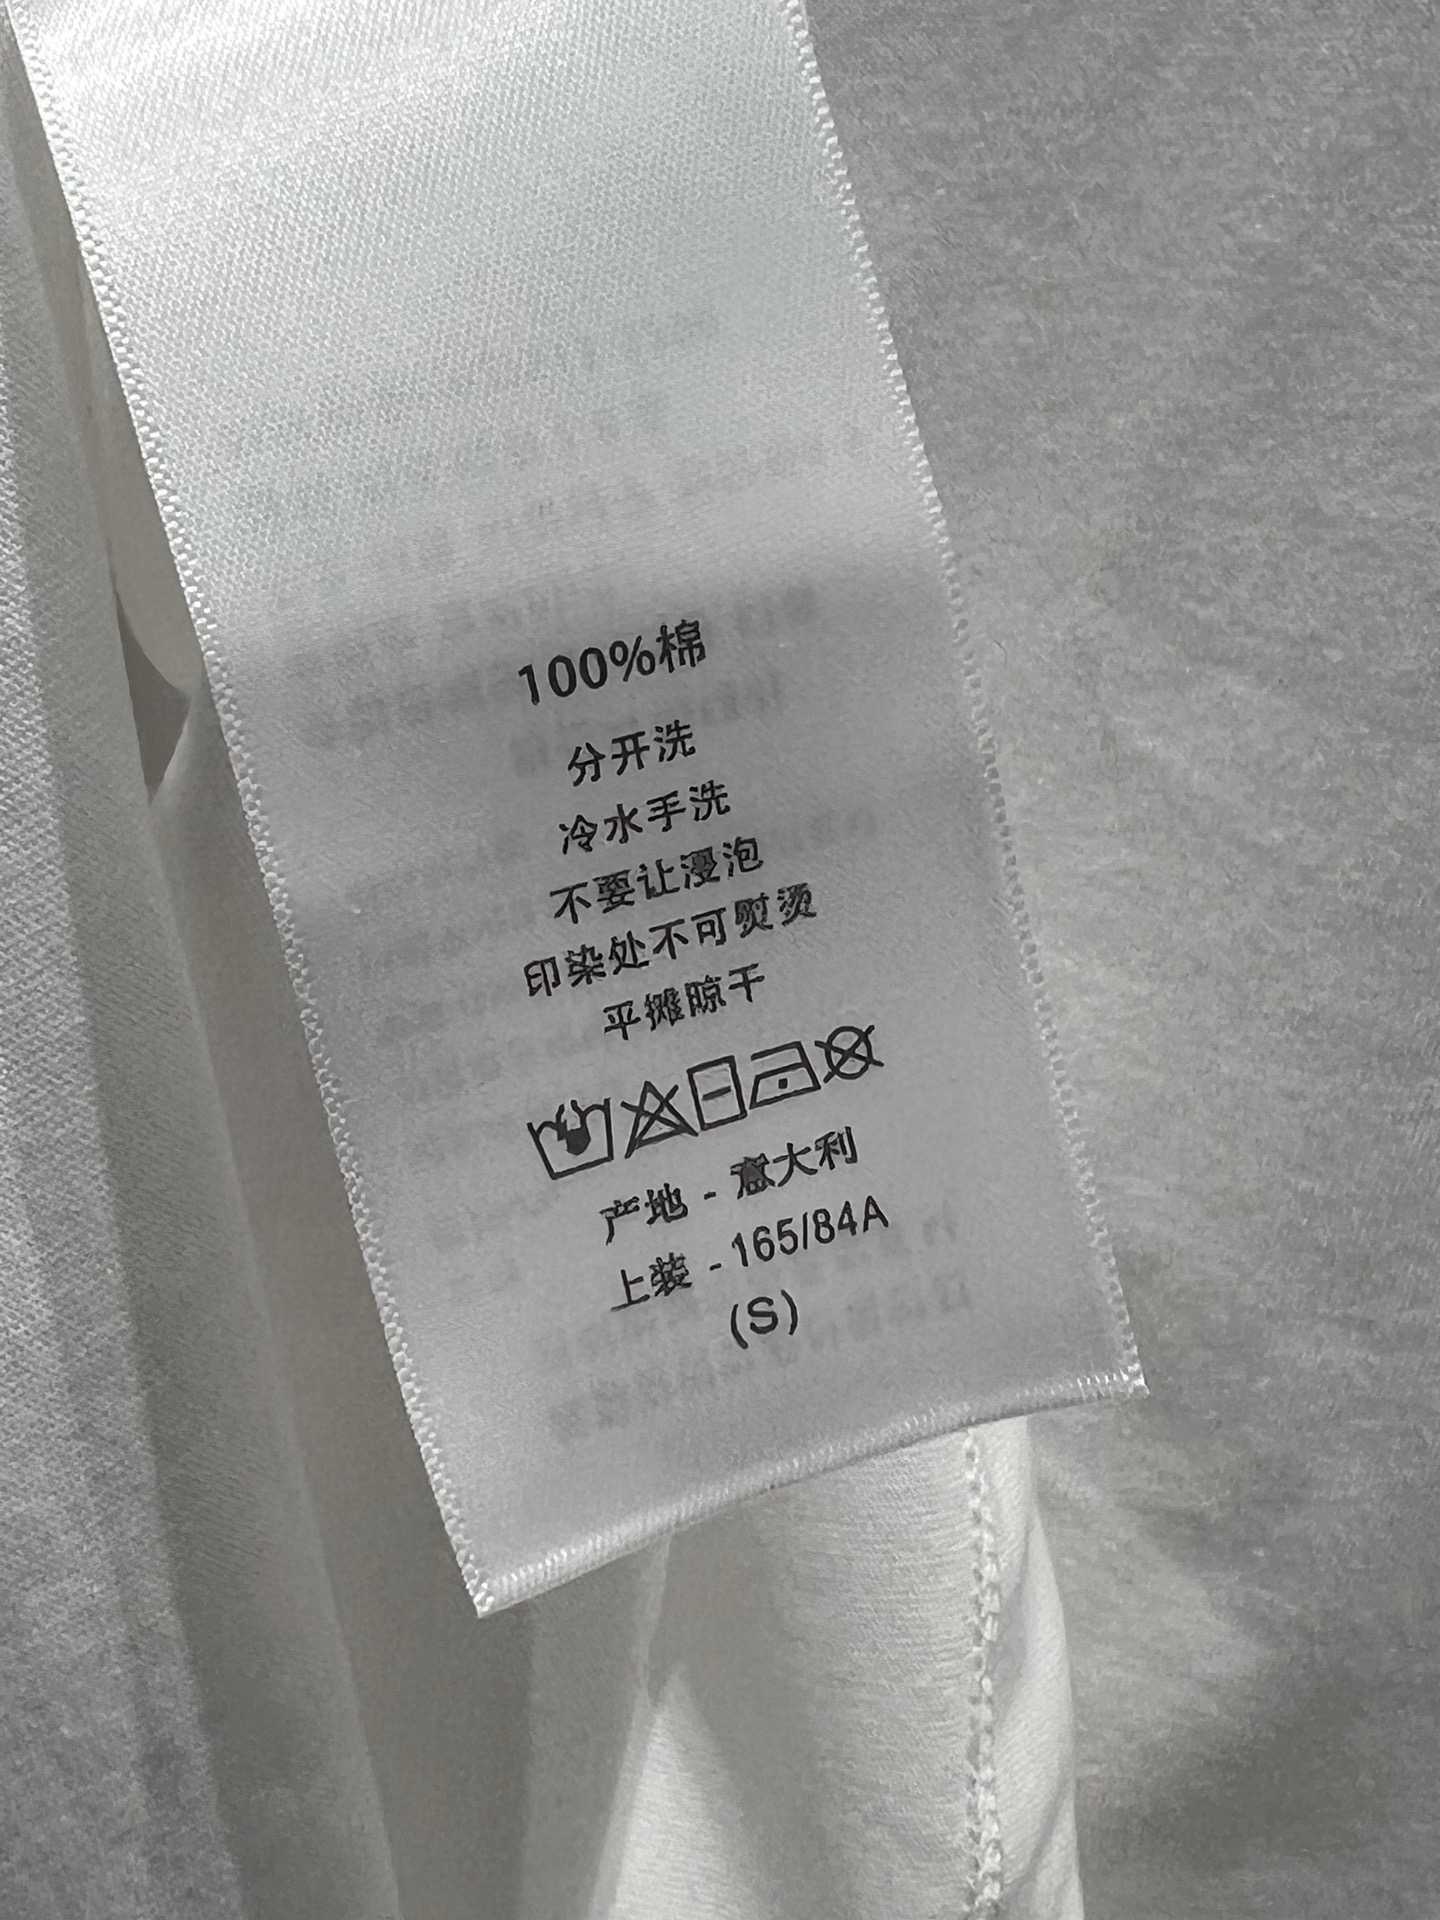 100%棉
分开洗
冷水手洗
不要让浸泡
印染处不可熨烫
平摊晾干
产地 - 意大利
上装 - 165/84A
(S)